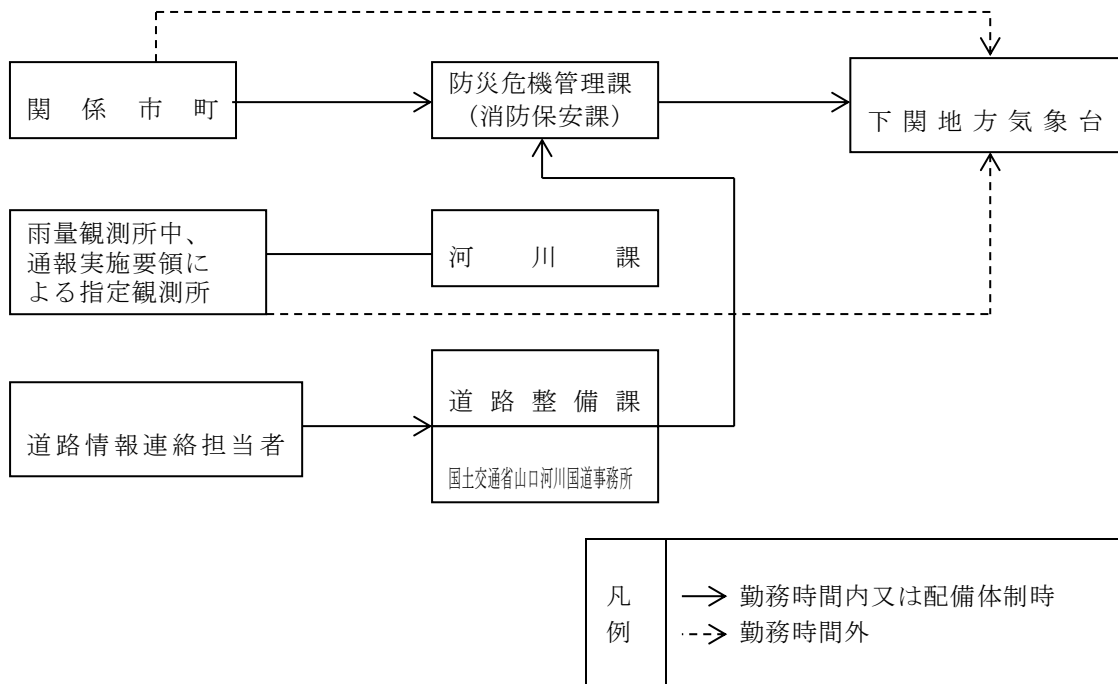 関係市町
防災危機管理課
（消防保安課）
下関地方気象台
雨量観測所中、
通報実施要領に
よる指定観測所
河川課
道路情報連絡担当者
道路整備課
国土交通省山口河川国道事務所
凡例
勤務時間内又は配備体制時
勤務時間外